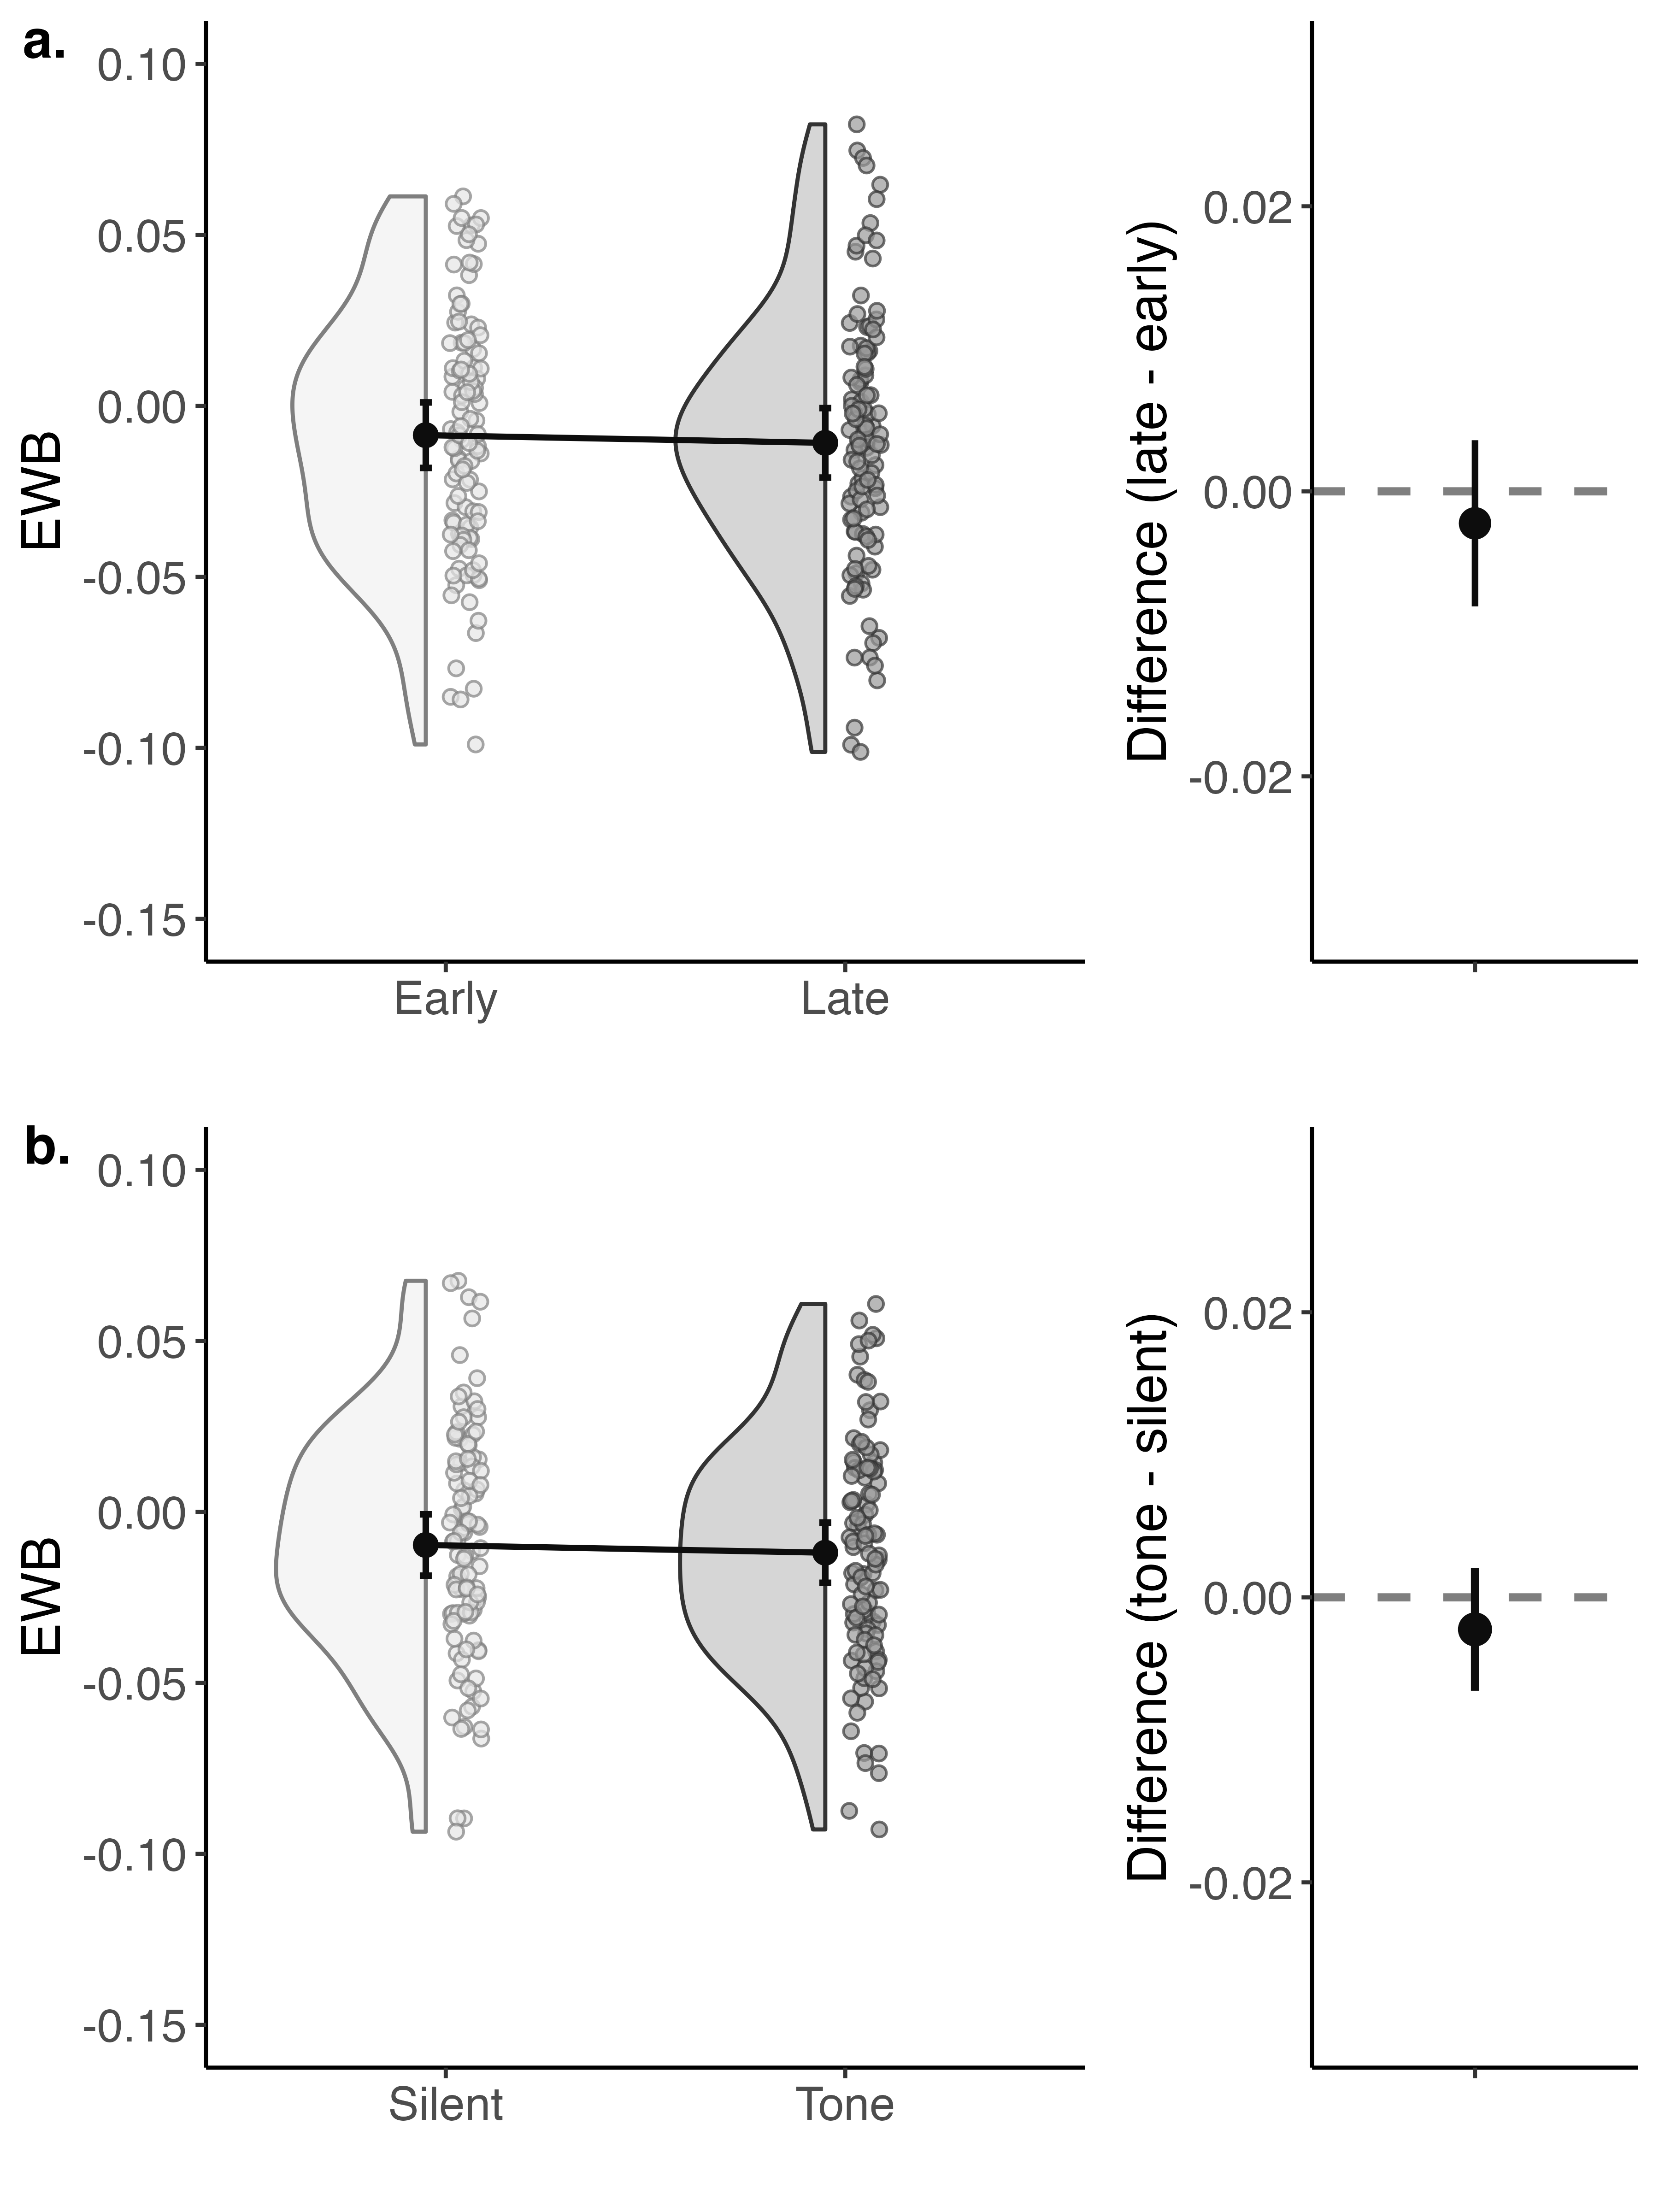 a.
EWB
0.10
0.05
0.00
-0.05
-0.10
-0.15
Early
Late
Difference (late - early)
0.02
0.00
-0.02
b.
EWB
0.10
0.05
0.00
-0.05
-0.10
-0.15
Silent
Tone
Difference (tone - silent)
0.02
0.00
-0.02